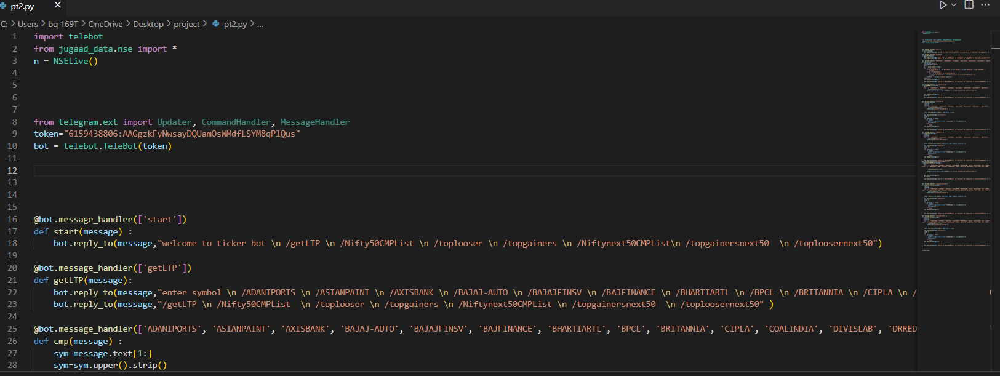 pt2.py
C: > Users > bq 169T > OneDrive > Desktop > project > pt2.py > ...
1 import telebot
2 from jugaad_data.nse import *
3 n = NSELive()
4
5
6
7
8 from telegram.ext import Updater, CommandHandler, MessageHandler
9 token="6159438806:AAGgzkFyNwsayDQUamOsWMdfLSYM8qPlQus"
10 bot = telebot.TeleBot(token)
11
12
13
14
15
16 @bot.message_handler(['start'])
17 def start(message) :
18 bot.reply_to(message,"welcome to ticker bot \n /getLTP \n /Nifty50CMPList \n /toplooser \n /topgainers \n /Niftynext50CMPList\n /topgainersnext50  \n /toploosernext50")
19
20 @bot.message_handler(['getLTP'])
21 def getLTP(message):
22 bot.reply_to(message,"enter symbol \n /ADANIPORTS \n /ASIANPAINT \n /AXISBANK \n /BAJAJ-AUTO \n /BAJAJFINSV \n /BAJFINANCE \n /BHARTIARTL \n /BPCL \n /BRITANNIA \n /CIPLA \n /
23 bot.reply_to(message,"/getLTP \n /Nifty50CMPList  \n /toplooser \n /topgainers \n /Niftynext50CMPList \n /topgainersnext50  \n /toploosernext50" )
24
25 @bot.message_handler(['ADANIPORTS', 'ASIANPAINT', 'AXISBANK', 'BAJAJ-AUTO', 'BAJAJFINSV', 'BAJFINANCE', 'BHARTIARTL', 'BPCL', 'BRITANNIA', 'CIPLA', 'COALINDIA', 'DIVISLAB', 'DRRED
26 def cmp(message) :
27 sym=message.text[1:]
28 sym=sym.upper().strip()